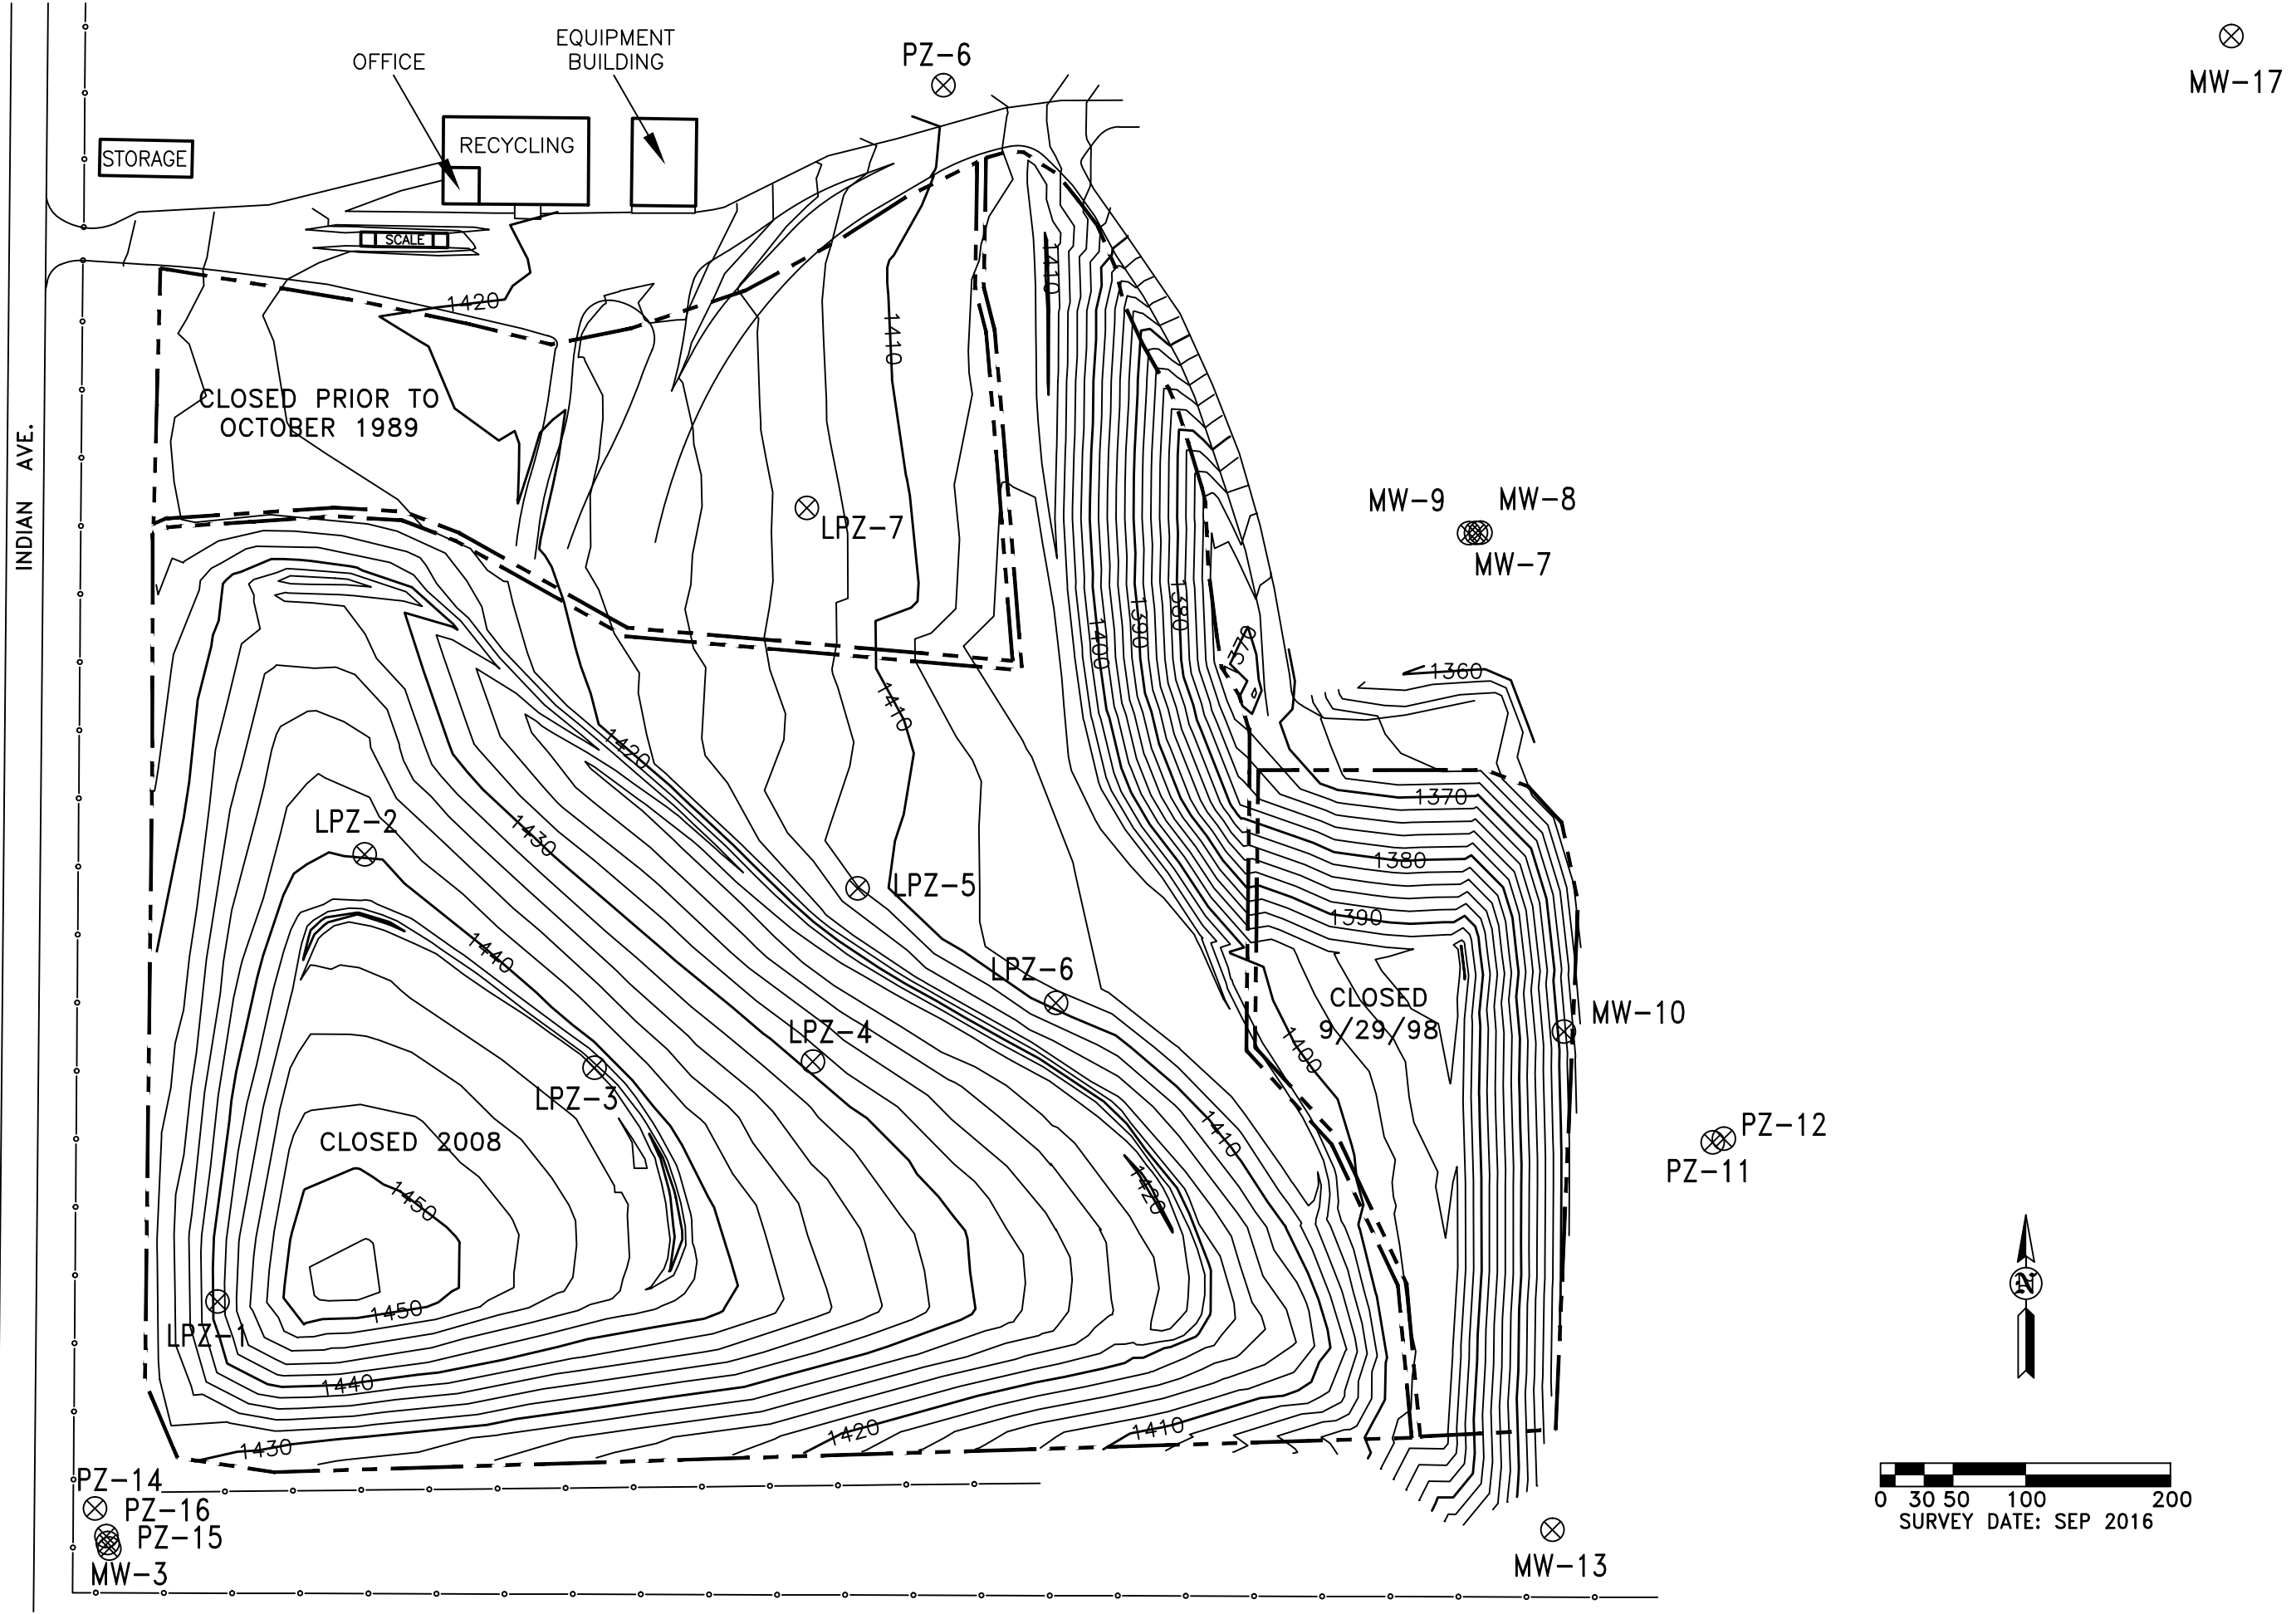 EQUIPMENT
BUILDING
OFFICE
PZ-6
MW-17
RECYCLING
STORAGE
SCALE
1410
1420
1410
CLOSED PRIOR TO
OCTOBER 1989
INDIAN AVE.
MW-9
MW-8
LPZ-7
MW-7
1380
1390
1400
1370
1360
1410
1420
1370
LPZ-2
1430
1380
LPZ-5
1390
1440
LPZ-6
CLOSED
9/29/98
MW-10
LPZ-4
1400
LPZ-3
1410
PZ-12
CLOSED 2008
PZ-11
1420
1450
N
1450
LPZ-1
1440
1420
1410
1430
PZ-14
PZ-16
PZ-15
MW-3
0 30 50 100 200
SURVEY DATE: SEP 2016
MW-13